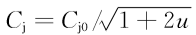 C_j = C_{j0}/\sqrt{1 + 2u}